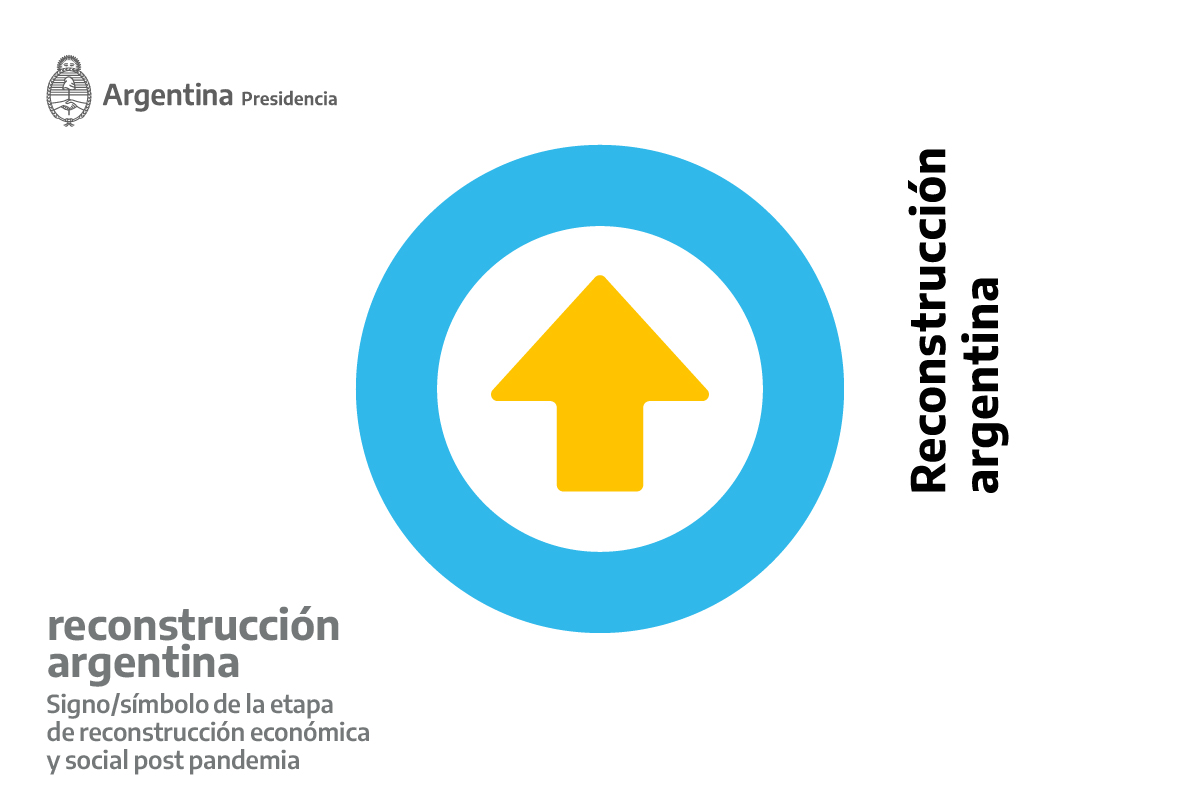 Argentina Presidencia
Reconstrucción
argentina
reconstrucción
argentina
Signo/símbolo de la etapa
de reconstrucción económica
y social post pandemia